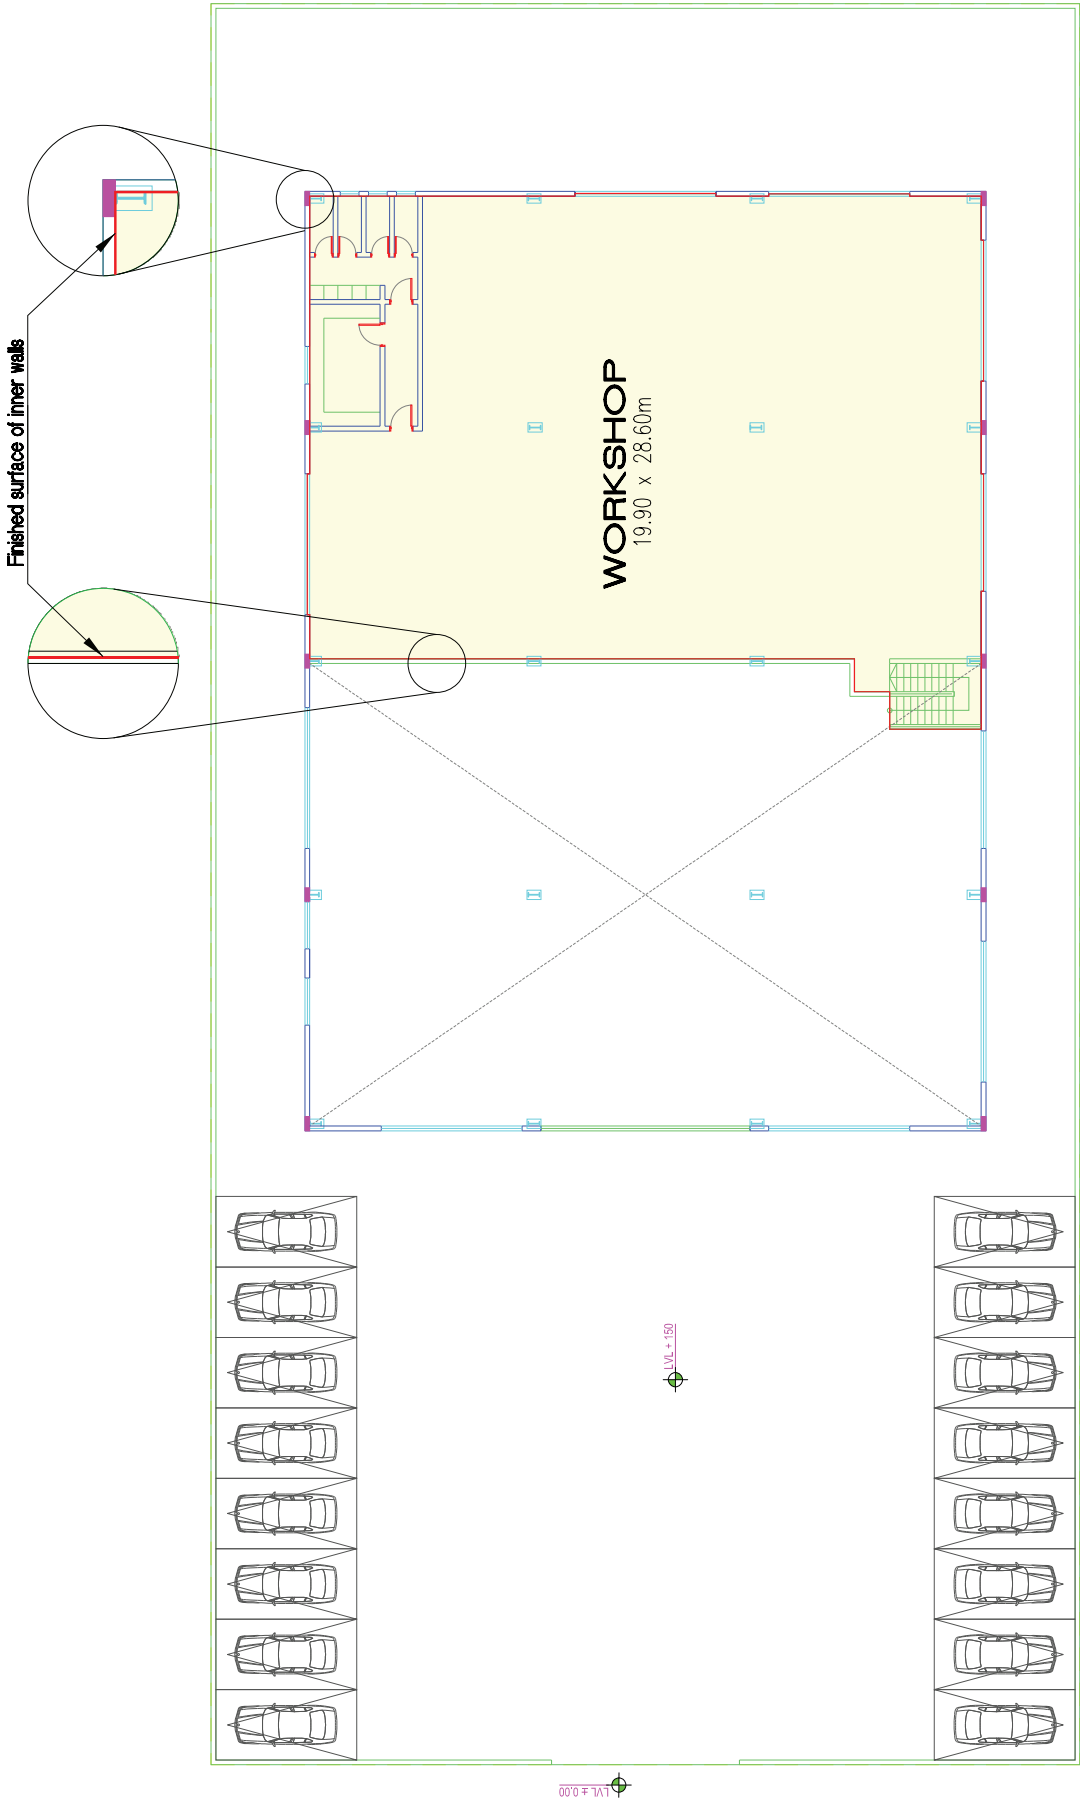 Finished surface of inner walls
WORKSHOP
19.90 x 28.60m
LVL + 150
LVL ± 0.00